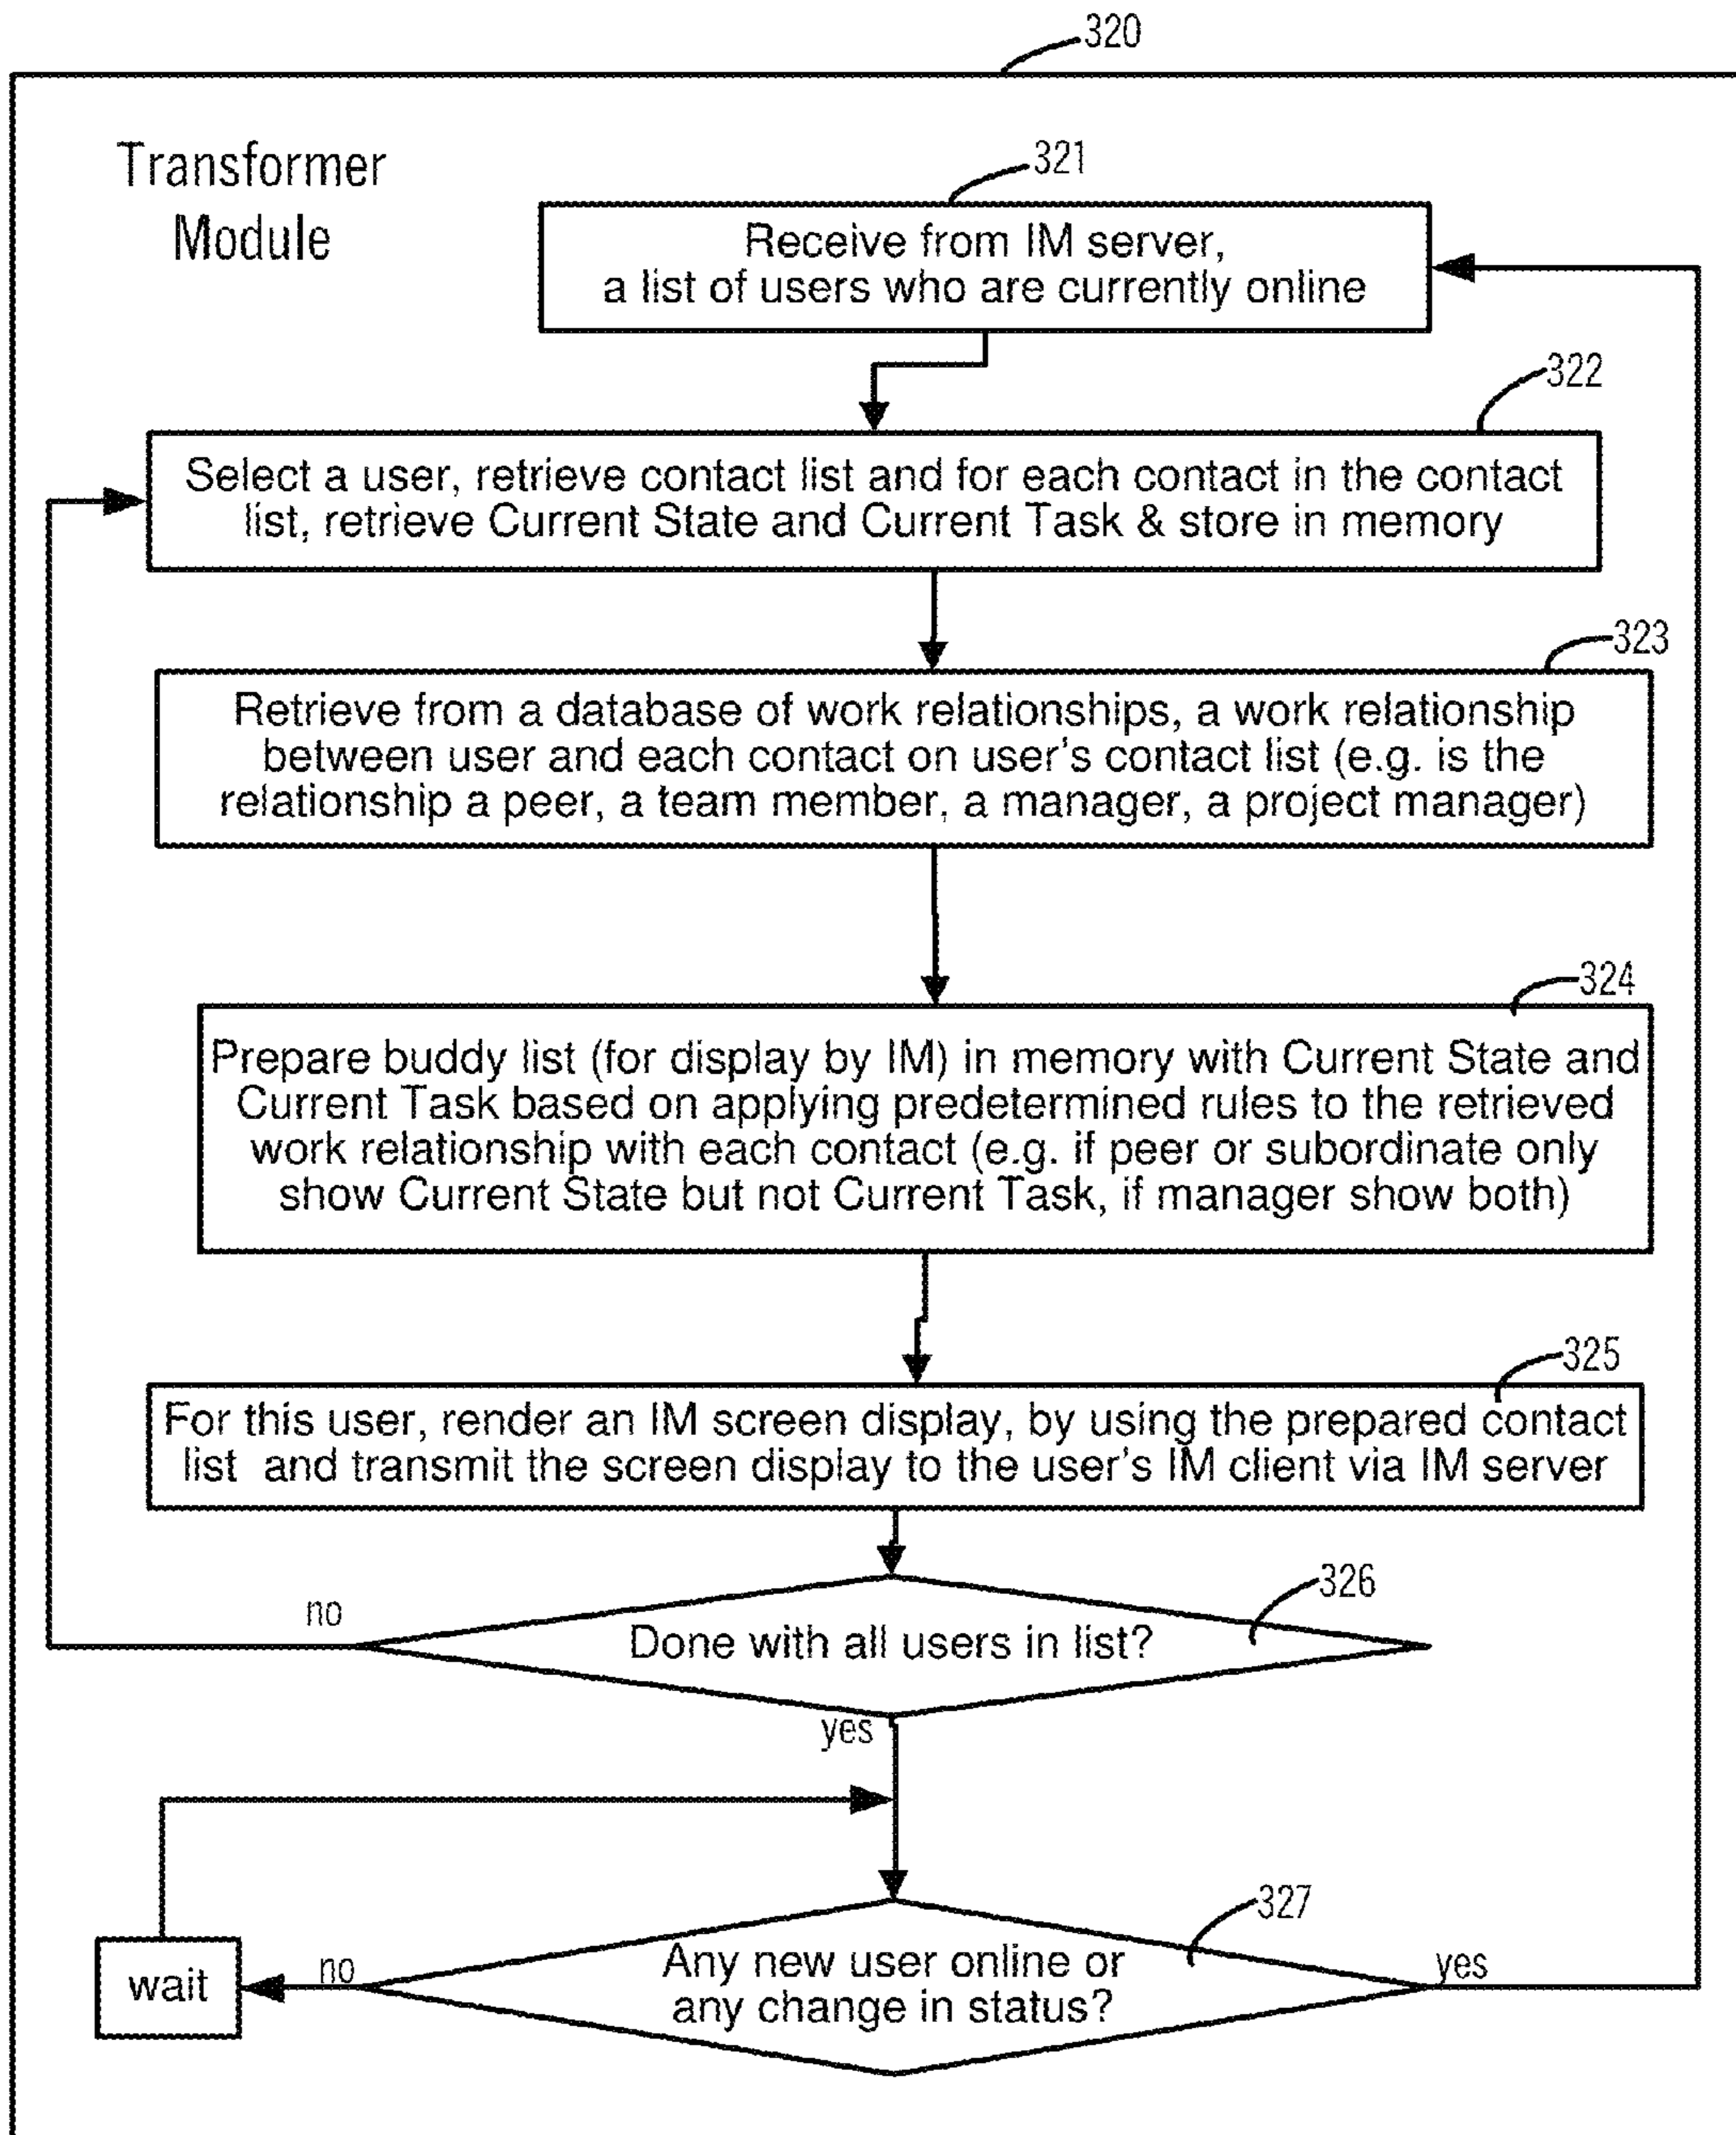 320
Transformer
Module
321
Receive from IM server,
a list of users who are currently online
322
Select a user, retrieve contact list and for each contact in the contact
list, retrieve Current State and Current Task & store in memory
323
Retrieve from a database of work relationships, a work relationship
between user and each contact on user's contact list (e.g. is the
relationship a peer, a team member, a manager, a project manager)
324
Prepare buddy list (for display by IM) in memory with Current State and
Current Task based on applying predetermined rules to the retrieved
work relationship with each contact (e.g. if peer or subordinate only
show Current State but not Current Task, if manager show both)
325
For this user, render an IM screen display, by using the prepared contact
list and transmit the screen display to the user's IM client via IM server
326
no
Done with all users in list?
yes
327
wait
no
Any new user online or
any change in status?
yes